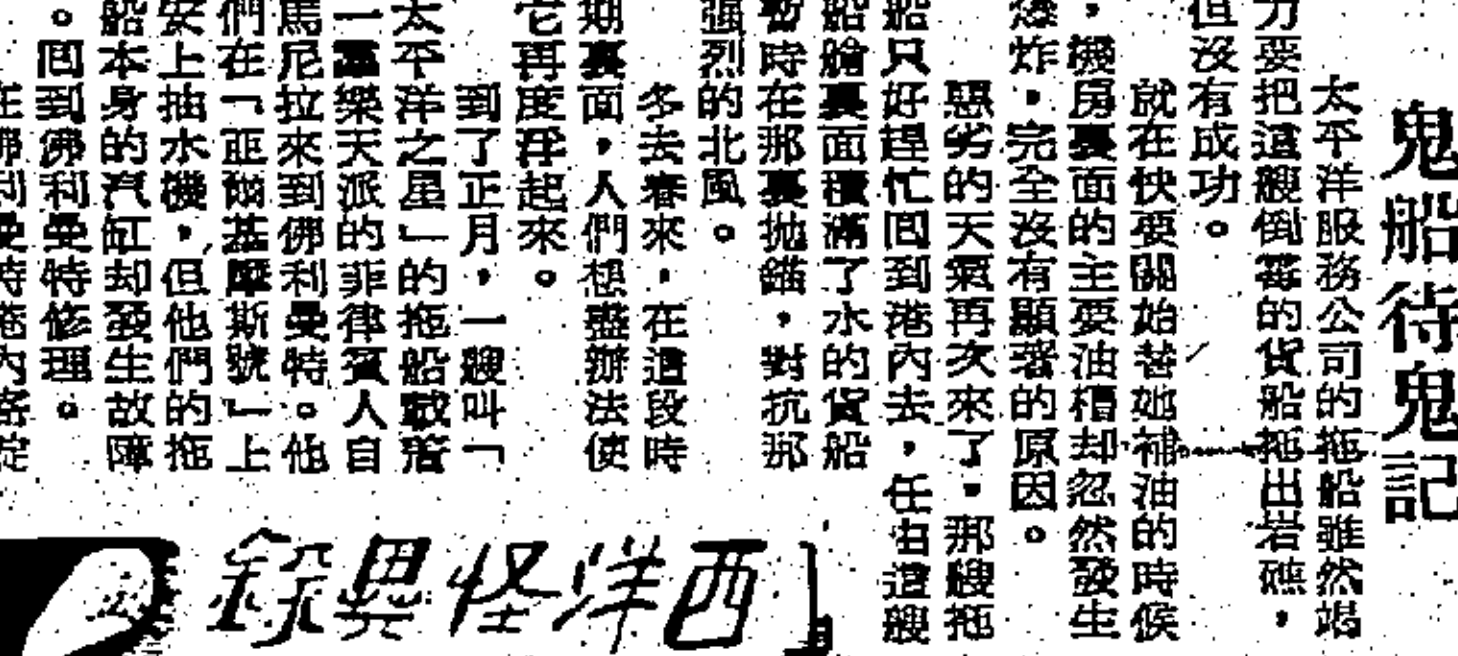 鬼船待鬼記
太平洋服務公司的拖船雖然竭
力要把這艘倒霉的貨船拖出岩礁，
但沒有成功。
就在快要開始替她補油的時候
，機房裏面的主要油槽却忽然發生
爆炸，完全沒有顯著的原因。
惡劣的天氣再次來了，那艘拖
船只好趕忙囘到港內去，任由這艘
船艙裏面積滿了水的貨船
暫時在那裏拋錨，對抗那
強烈的北風。
冬去春來，在這段時
期裏面，人們想盡辦法使
它再度浮起來。
到了正月，一艘叫「
太平洋之星」的拖船載着
一羣樂天派的菲律賓人自
馬尼拉來到佛利曼特。他
們在「亞爾基摩斯號」上
安上抽水機，但他們的拖
船本身的汽缸却發生故障
。囘到佛利曼特修理。
西洋怪異錄